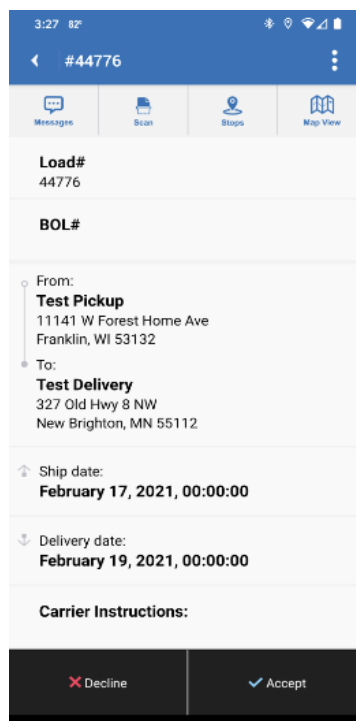 3:27 82°
#44776
Messages Scan Stops Map View
Load#
44776
BOL#
From:
Test Pickup
11141 W Forest Home Ave
Franklin, WI 53132
To:
Test Delivery
327 Old Hwy 8 NW
New Brighton, MN 55112
Ship date:
February 17, 2021, 00:00:00
Delivery date:
February 19, 2021, 00:00:00
Carrier Instructions:
Decline Accept